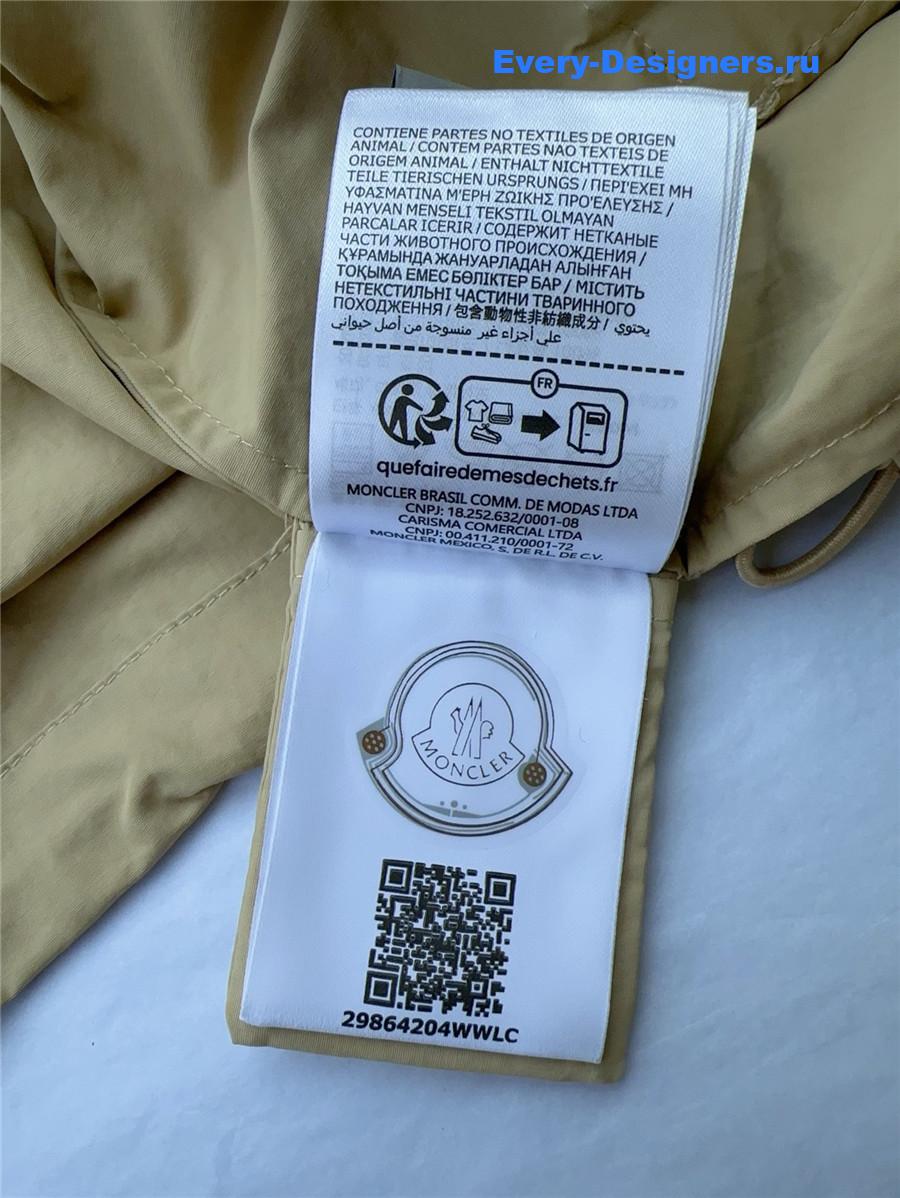 Every-Designers.ru
CONTIENE PARTES NO TEXTILES DE ORIGEN
ANIMAL / CONTEM PARTES NAO TEXTEIS DE
ORIGEM ANIMAL / ENTHALT NICHTTEXTILE
TEILE TIERISCHEN URSPRUNGS / ΠΕΡΙΈΧΕΙ ΜΗ
ΥΦΑΣΜΑΤΙΝΑ Μ'ΕΡΗ ΖΩΙΚΗΣ ΠΡΟ'ΕΛΕΥΣΗΣ /
HAYVAN MENSELI TEKSTIL OLMAYAN
PARCALAR ICERIR / СОДЕРЖИТ НЕТКАНЫЕ
ЧАСТИ ЖИВОТНОГО ПРОИСХОЖДЕНИЯ /
ҚҰРАМЫНДА ЖАНУАРЛАРДАН АЛЫНҒАН
ТОҚЫМА ЕМЕС БӨЛІКТЕР БАР / МІСТИТЬ
НЕТЕКСТИЛЬНІ ЧАСТИНИ ТВАРИННОГО
ПОХОДЖЕННЯ / 包含動物性非紡織成分 / يحتوي
علي أجزاء غير منسوجة من أصل حيواني
FR
quefairedemesdechets.fr
MONCLER BRASIL COMM. DE MODAS LTDA
CNPJ: 18.252.632/0001-08
CARISMA COMERCIAL LTDA
CNPJ: 00.411.210/0001-72
MONCLER MEXICO, S. DE R.L. DE C.V.
MONCLER
29864204WWLC